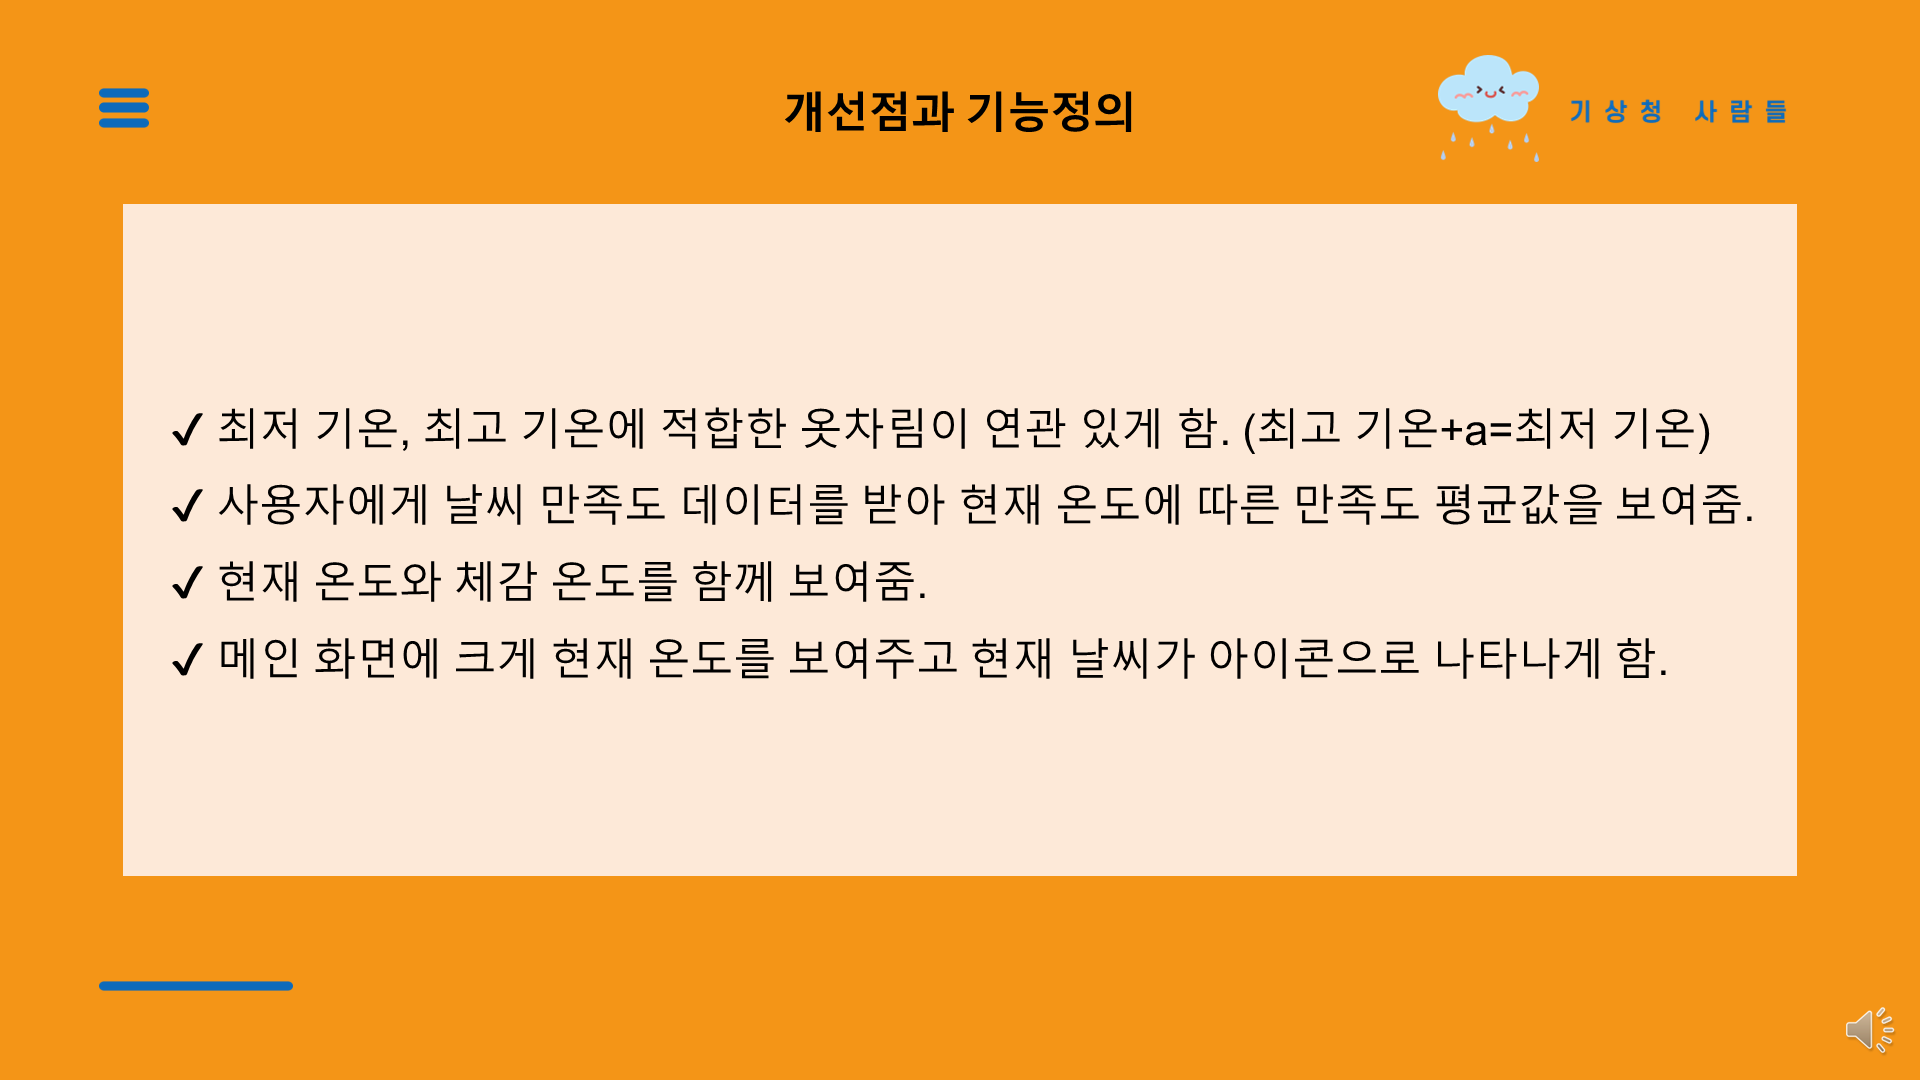 개선점과 기능정의
기상청 사람들
✔ 최저 기온, 최고 기온에 적합한 옷차림이 연관 있게 함. (최고 기온+a=최저 기온)
✔ 사용자에게 날씨 만족도 데이터를 받아 현재 온도에 따른 만족도 평균값을 보여줌.
✔ 현재 온도와 체감 온도를 함께 보여줌.
✔ 메인 화면에 크게 현재 온도를 보여주고 현재 날씨가 아이콘으로 나타나게 함.